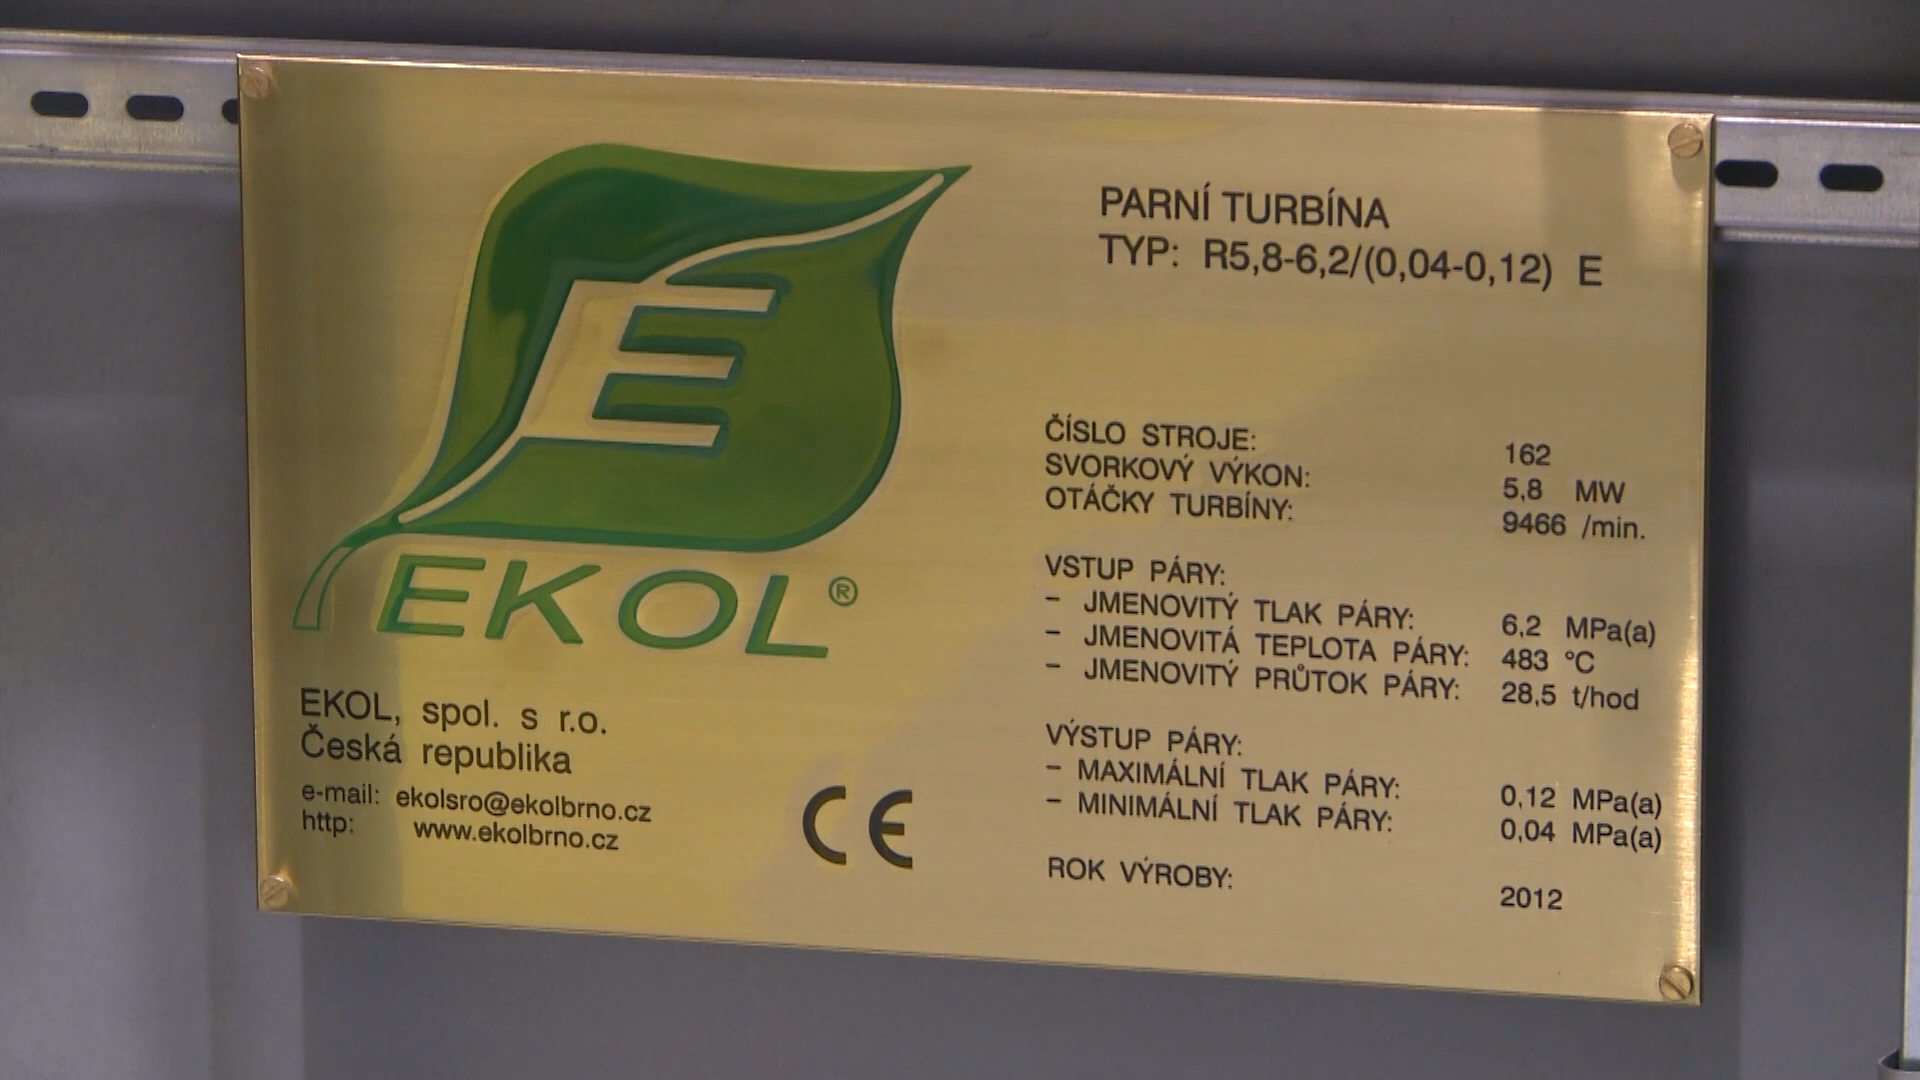 E
EKOL®
EKOL, spol. s r.o.
Česká republika
e-mail: ekolsro@ekolbrno.cz
http: www.ekolbrno.cz
CE
PARNÍ TURBÍNA
TYP: R5,8-6,2/(0,04-0,12) E
ČÍSLO STROJE: 162
SVORKOVÝ VÝKON: 5,8 MW
OTÁČKY TURBÍNY: 9466 /min.
VSTUP PÁRY:
- JMENOVITÝ TLAK PÁRY: 6,2 MPa(a)
- JMENOVITÁ TEPLOTA PÁRY: 483 °C
- JMENOVITÝ PRŮTOK PÁRY: 28,5 t/hod
VÝSTUP PÁRY:
- MAXIMÁLNÍ TLAK PÁRY: 0,12 MPa(a)
- MINIMÁLNÍ TLAK PÁRY: 0,04 MPa(a)
ROK VÝROBY: 2012